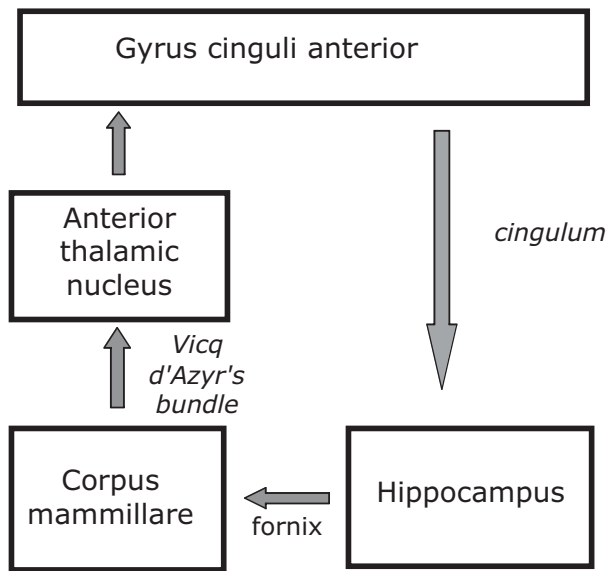 Gyrus cinguli anterior
Anterior
thalamic
nucleus
cingulum
Vicq
d'Azyr's
bundle
Corpus
mammillare
fornix
Hippocampus